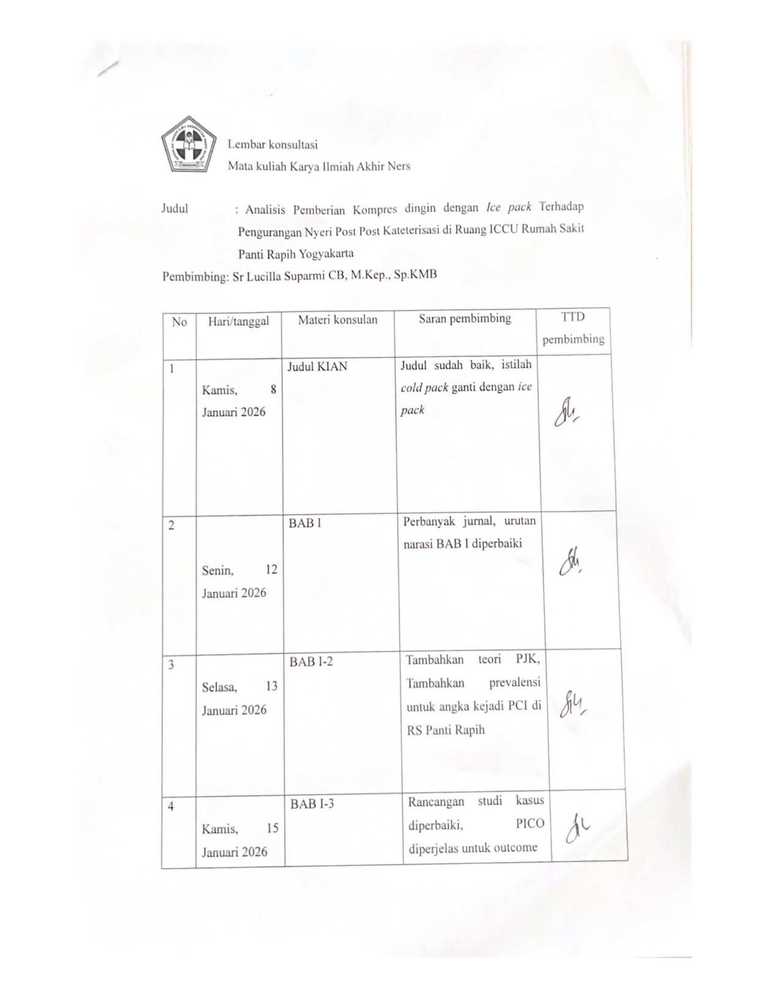 Lembar konsultasi
Mata kuliah Karya Ilmiah Akhir Ners
Judul : Analisis Pemberian Kompres dingin dengan Ice pack Terhadap
Pengurangan Nyeri Post Post Kateterisasi di Ruang ICCU Rumah Sakit
Panti Rapih Yogyakarta
Pembimbing: Sr Lucilla Suparmi CB, M.Kep., Sp.KMB
No Hari/tanggal Materi konsulan Saran pembimbing TTD
pembimbing
1 Judul KIAN Judul sudah baik, istilah
Kamis, 8 cold pack ganti dengan ice
Januari 2026 pack
2 BAB I Perbanyak jurnal, urutan
narasi BAB I diperbaiki
Senin, 12
Januari 2026
3 BAB I-2 Tambahkan teori PJK,
Selasa, 13 Tambahkan prevalensi
Januari 2026 untuk angka kejadi PCI di
RS Panti Rapih
4 BAB I-3 Rancangan studi kasus
Kamis, 15 diperbaiki, PICO
Januari 2026 diperjelas untuk outcome